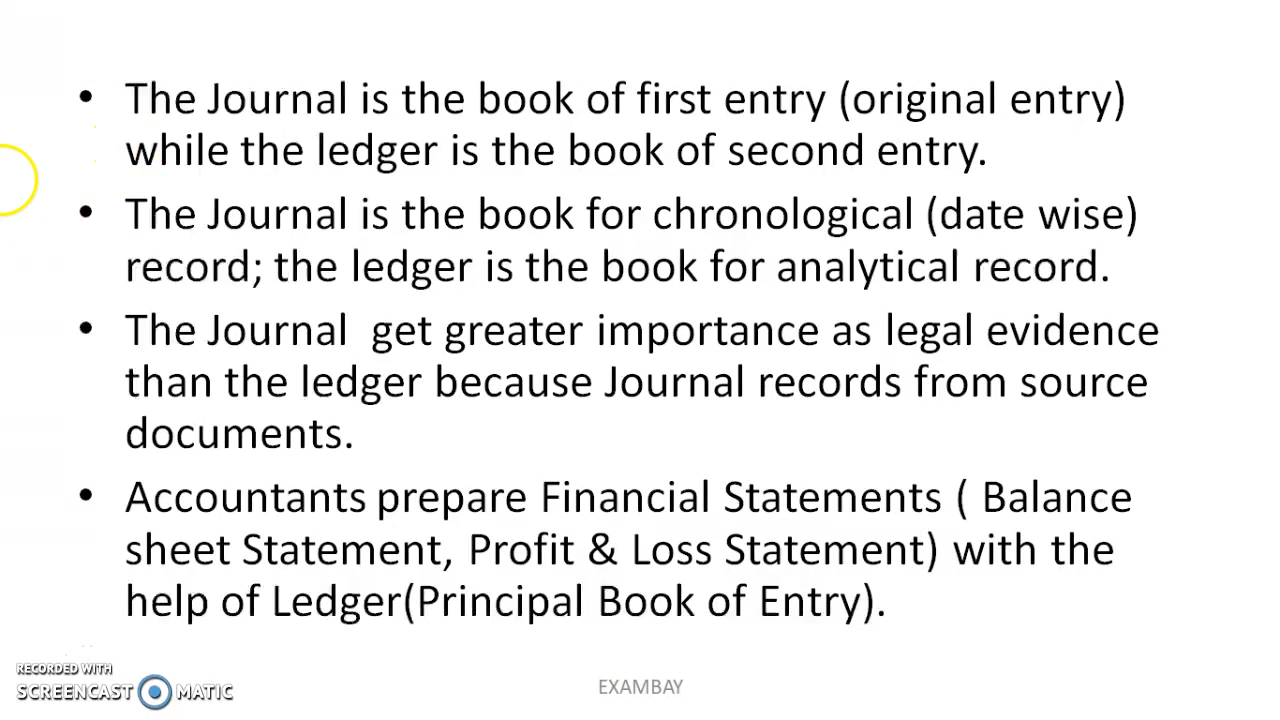 • The Journal is the book of first entry (original entry)
while the ledger is the book of second entry.
• The Journal is the book for chronological (date wise)
record; the ledger is the book for analytical record.
• The Journal  get greater importance as legal evidence
than the ledger because Journal records from source
documents.
• Accountants prepare Financial Statements ( Balance
sheet Statement, Profit & Loss Statement) with the
help of Ledger(Principal Book of Entry).
RECORDED WITH
SCREENCAST MATIC
EXAMBAY